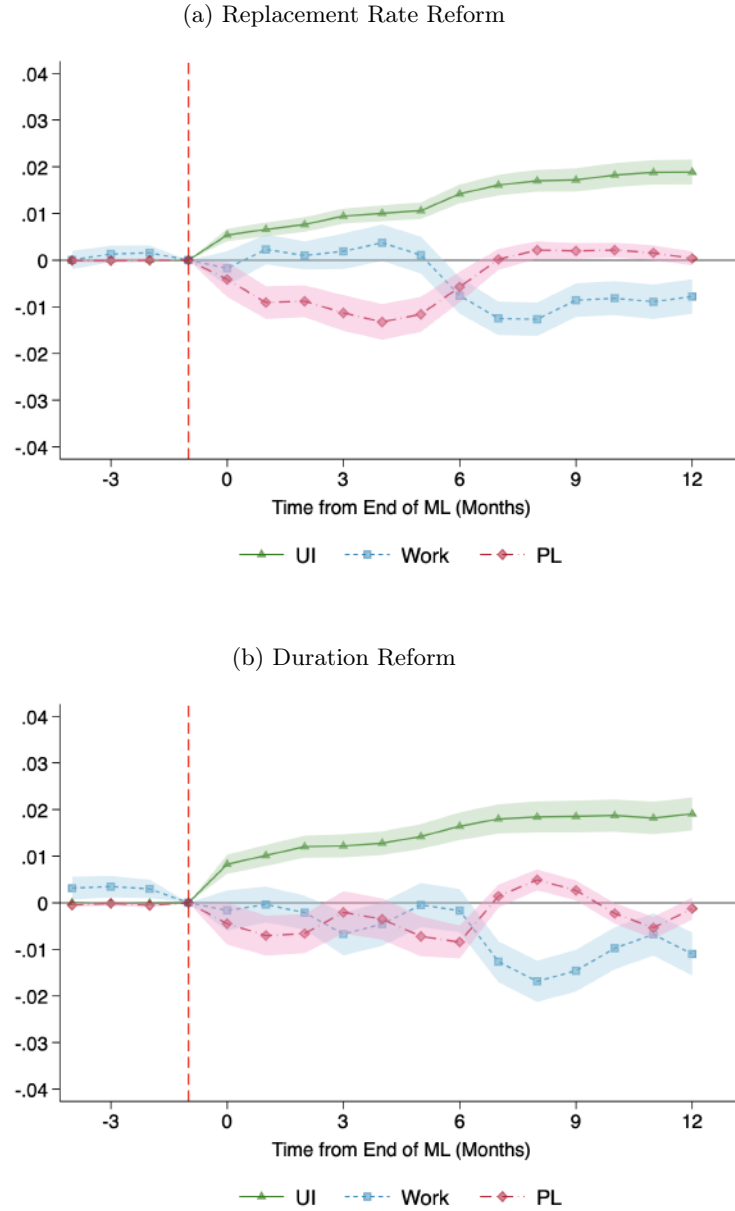 (a) Replacement Rate Reform
.04
.03
.02
.01
0
-.01
-.02
-.03
-.04
-3 0 3 6 9 12
Time from End of ML (Months)
UI Work PL
(b) Duration Reform
.04
.03
.02
.01
0
-.01
-.02
-.03
-.04
-3 0 3 6 9 12
Time from End of ML (Months)
UI Work PL